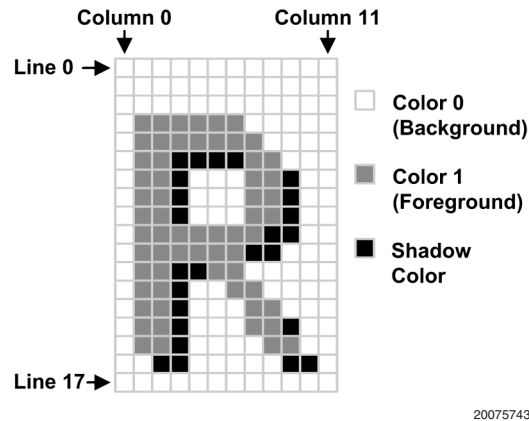 Column 0 Column 11
Line 0
Color 0
(Background)
Color 1
(Foreground)
Shadow
Color
Line 17
20075743